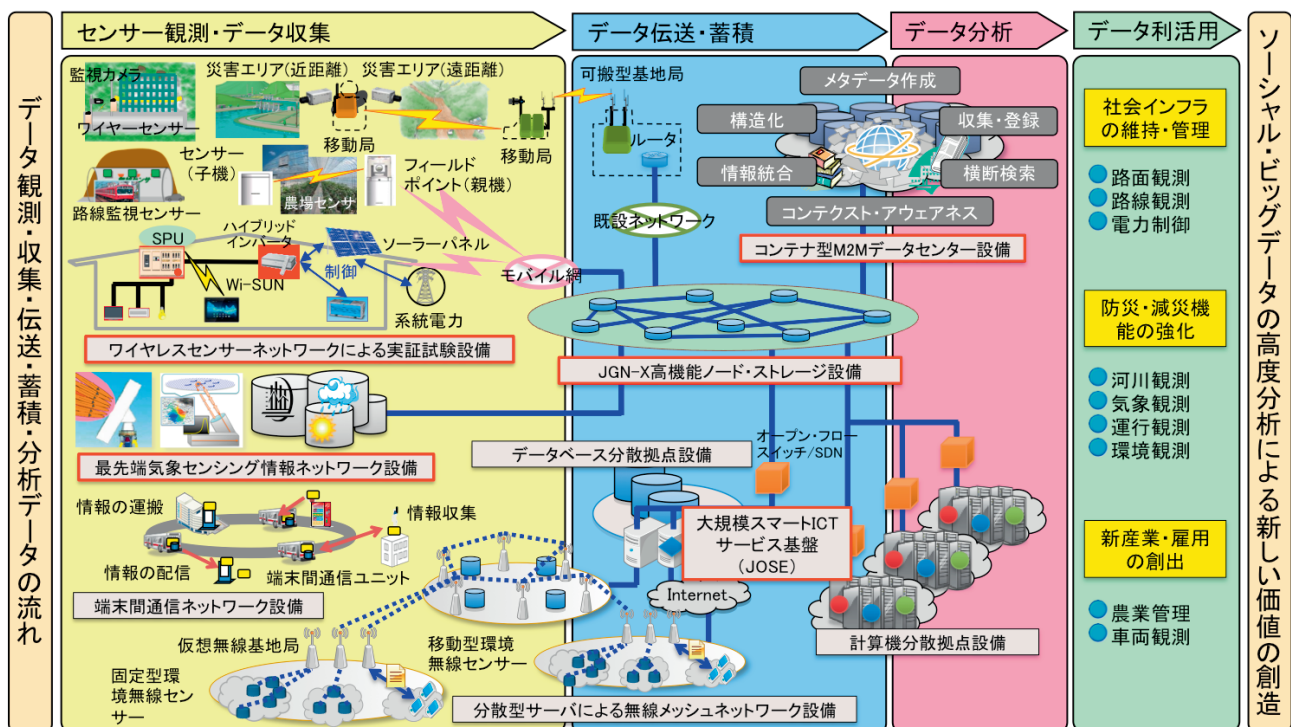 データ観測・収集・伝送・蓄積・分析データの流れ
センサー観測・データ収集
データ伝送・蓄積
データ分析
データ利活用
ソーシャル・ビッグデータの高度分析による新しい価値の創造
監視カメラ
ワイヤーセンサー
災害エリア(近距離)
災害エリア(遠距離)
移動局
移動局
路線監視センサー
センサー
(子機)
農場センサ
フィールド
ポイント(親機)
SPU
ハイブリッド
インバータ
ソーラーパネル
制御
Wi-SUN
系統電力
モバイル網
ワイヤレスセンサーネットワークによる実証試験設備
最先端気象センシング情報ネットワーク設備
情報の運搬
情報収集
情報の配信
端末間通信ユニット
端末間通信ネットワーク設備
仮想無線基地局
移動型環境
無線センサー
固定型環
境無線セン
サー
可搬型基地局
ルータ
既設ネットワーク
JGN-X高機能ノード・ストレージ設備
データベース分散拠点設備
オープン・フロー
スイッチ/SDN
大規模スマートICT
サービス基盤
(JOSE)
Internet
分散型サーバによる無線メッシュネットワーク設備
メタデータ作成
構造化
収集・登録
情報統合
横断検索
コンテクスト・アウェアネス
コンテナ型M2Mデータセンター設備
計算機分散拠点設備
社会インフラ
の維持・管理
路面観測
路線観測
電力制御
防災・減災機
能の強化
河川観測
気象観測
運行観測
環境観測
新産業・雇用
の創出
農業管理
車両観測